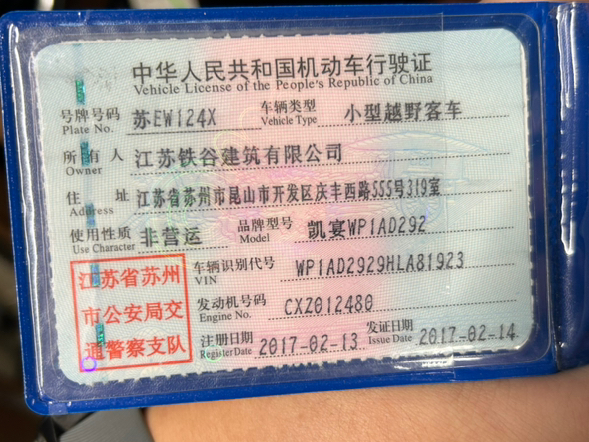 中华人民共和国机动车行驶证
Vehicle License of the People's Republic of China
号牌号码 苏EW124X 车辆类型 小型越野客车
Plate No. Vehicle Type
所有人 江苏铁谷建筑有限公司
Owner
住址 江苏省苏州市昆山市开发区庆丰西路555号319室
Address
使用性质 非营运 品牌型号 凯宴WP1AD292
Use Character Model
江苏省苏州
市公安局交
通警察支队
车辆识别代号 WP1AD2929HLA81923
VIN
发动机号码 CXZ012480
Engine No.
注册日期 2017-02-13 发证日期 2017-02-14
Register Date Issue Date